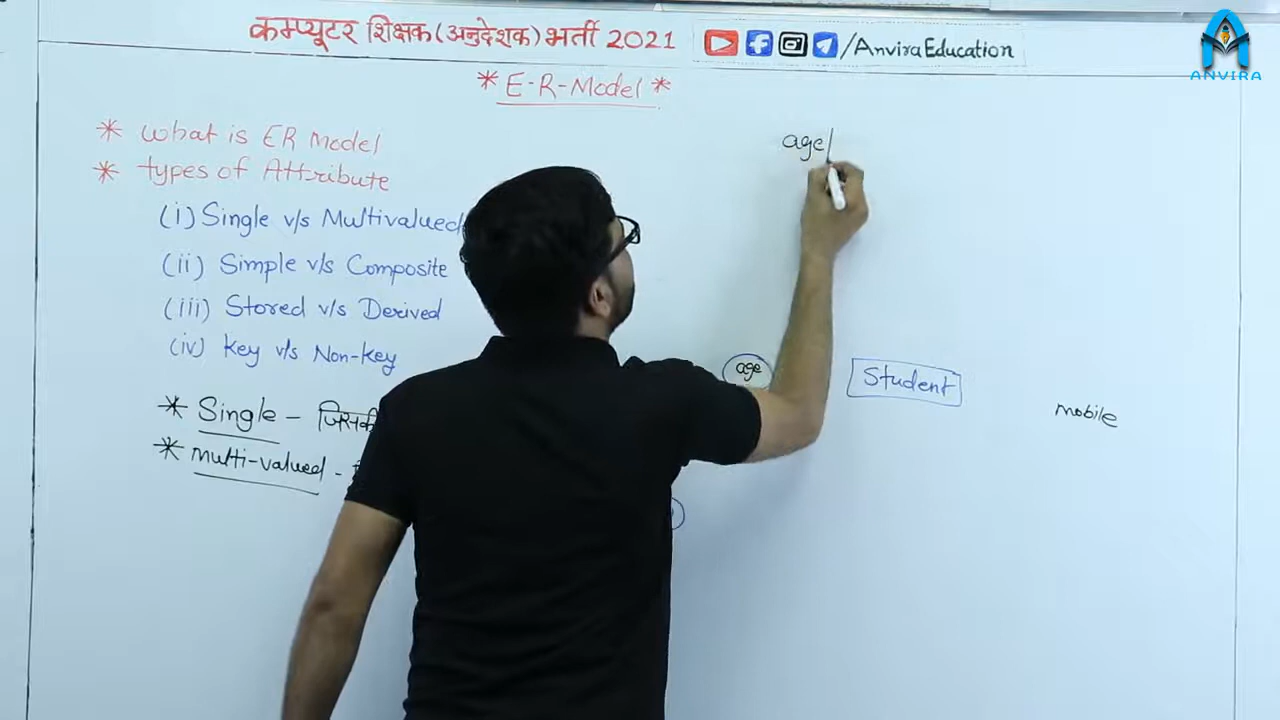 कम्प्यूटर शिक्षक (अनुदेशक) भर्ती 2021
/AnviraEducation
ANVIRA
* E-R-Model *
* what is ER Model
* types of Attribute
(i) Single v/s Multivalued
(ii) Simple v/s Composite
(iii) Stored v/s Derived
(iv) Key v/s Non-key
* Single - जिसकी
* multi-valued -
age
age
Student
mobile